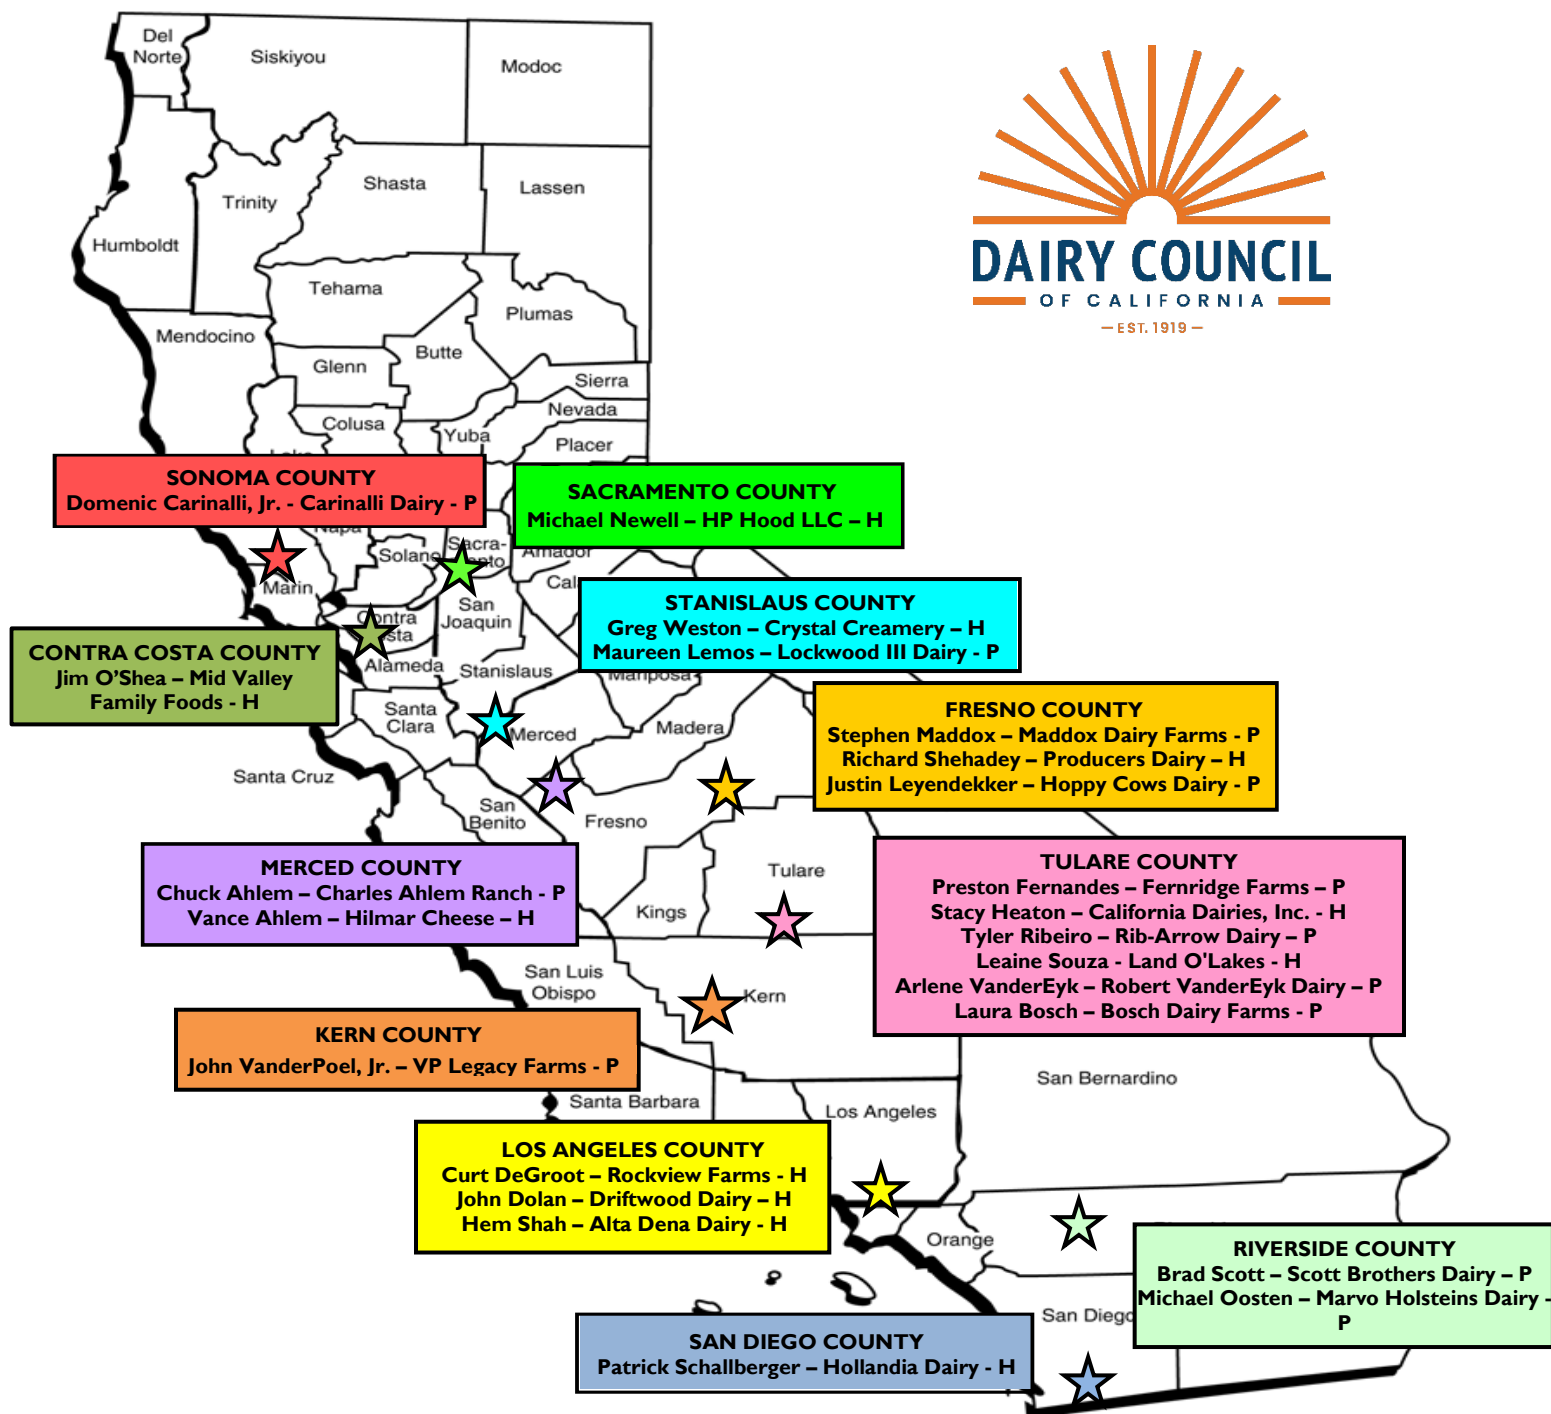 Del
Norte
Siskiyou
Modoc
Shasta
Lassen
Trinity
Humboldt
Tehama
Plumas
Mendocino
Butte
Glenn
Sierra
Nevada
Colusa
Yuba
Placer
DAIRY COUNCIL
OF CALIFORNIA
EST. 1919
SONOMA COUNTY
Domenic Carinalli, Jr. - Carinalli Dairy - P
SACRAMENTO COUNTY
Michael Newell – HP Hood LLC – H
Napa
Solano
Sacra-
Amador
Marin
San
Joaquin
STANISLAUS COUNTY
Greg Weston – Crystal Creamery – H
Maureen Lemos – Lockwood III Dairy - P
CONTRA COSTA COUNTY
Jim O'Shea – Mid Valley
Family Foods - H
Alameda
Stanislaus
Mariposa
Santa
Clara
Merced
Madera
Santa Cruz
FRESNO COUNTY
Stephen Maddox – Maddox Dairy Farms - P
Richard Shehadey – Producers Dairy – H
Justin Leyendekker – Hoppy Cows Dairy - P
San
Benito
Fresno
MERCED COUNTY
Chuck Ahlem – Charles Ahlem Ranch - P
Vance Ahlem – Hilmar Cheese – H
Tulare
Kings
TULARE COUNTY
Preston Fernandes – Fernridge Farms – P
Stacy Heaton – California Dairies, Inc. - H
Tyler Ribeiro – Rib-Arrow Dairy – P
Leaine Souza - Land O'Lakes - H
Arlene VanderEyk – Robert VanderEyk Dairy – P
Laura Bosch – Bosch Dairy Farms - P
San Luis
Obispo
Kern
KERN COUNTY
John VanderPoel, Jr. – VP Legacy Farms - P
San Bernardino
Santa Barbara
Los Angeles
LOS ANGELES COUNTY
Curt DeGroot – Rockview Farms - H
John Dolan – Driftwood Dairy – H
Hem Shah – Alta Dena Dairy - H
Orange
RIVERSIDE COUNTY
Brad Scott – Scott Brothers Dairy – P
Michael Oosten – Marvo Holsteins Dairy -
P
San Diego
SAN DIEGO COUNTY
Patrick Schallberger – Hollandia Dairy - H